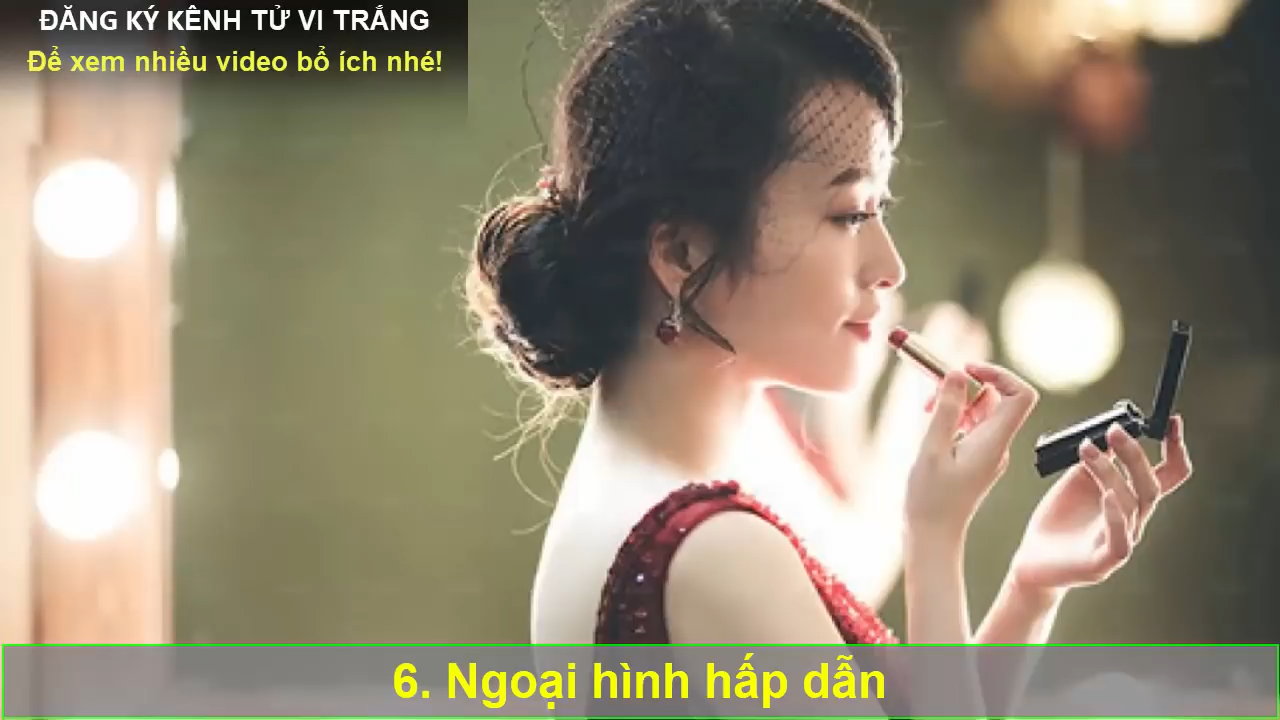 ĐĂNG KÝ KÊNH TỬ VI TRẮNG
Để xem nhiều video bổ ích nhé!
6. Ngoại hình hấp dẫn